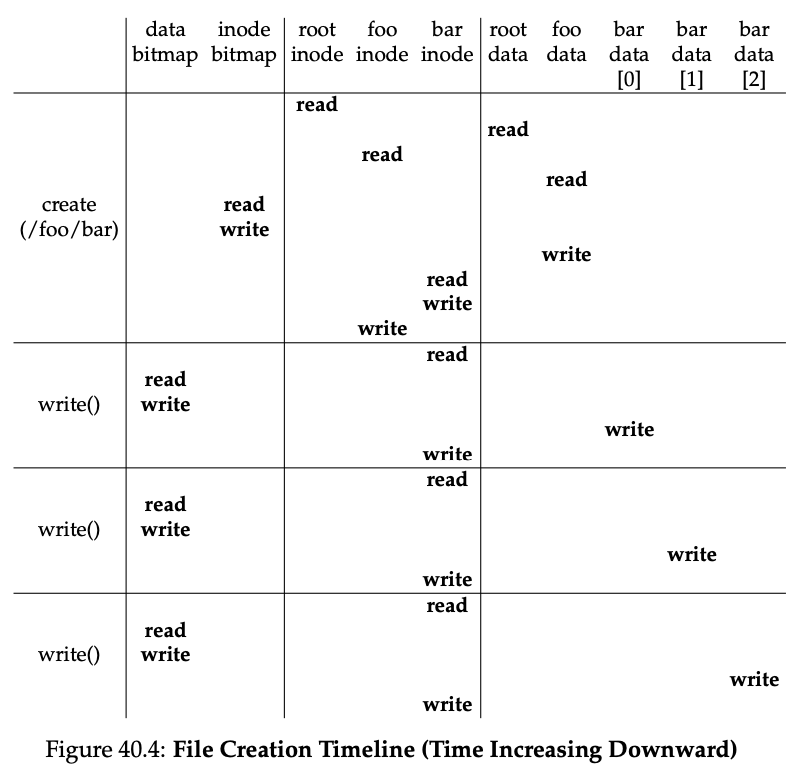 data inode root foo bar root foo bar bar bar
bitmap bitmap inode inode inode data data data data data
[0] [1] [2]
read
read
read
read
create read
(/foo/bar) write
write
read
write
write
read
read
write() write
write
write
read
read
write() write
write
write
read
read
write() write
write
write
Figure 40.4: File Creation Timeline (Time Increasing Downward)